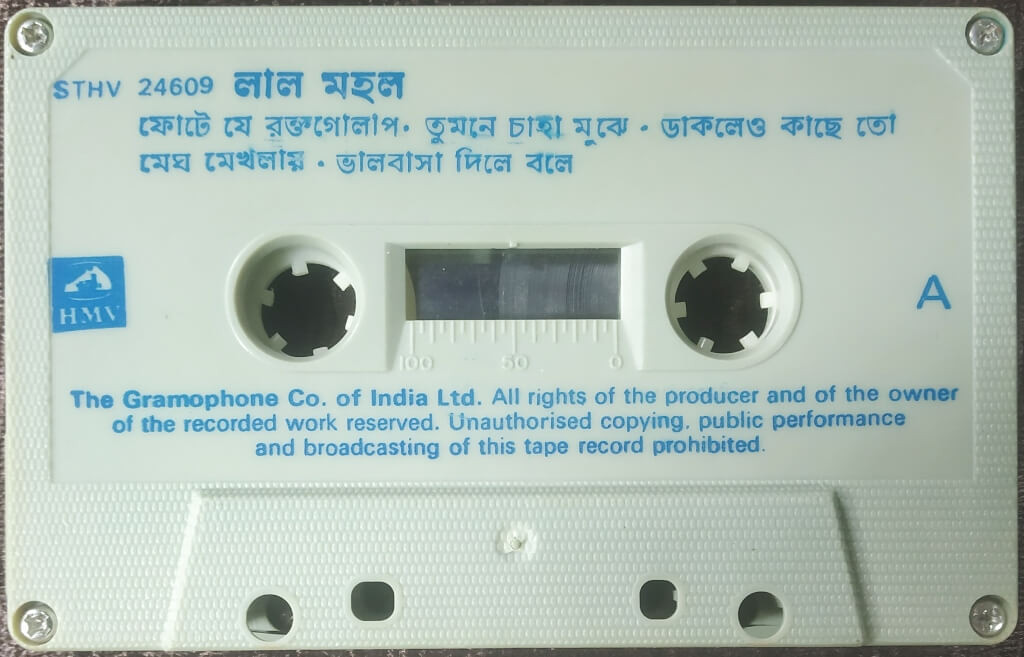 STHV 24609 লাল মহল
ফোটে যে রক্তগোলাপ · তুমনে চাহা মুঝে · ডাকলেও কাছে তো
মেঘ মেখলায় · ভালবাসা দিলে বলে
HMV
A
100 50 0
The Gramophone Co. of India Ltd. All rights of the producer and of the owner
of the recorded work reserved. Unauthorised copying, public performance
and broadcasting of this tape record prohibited.